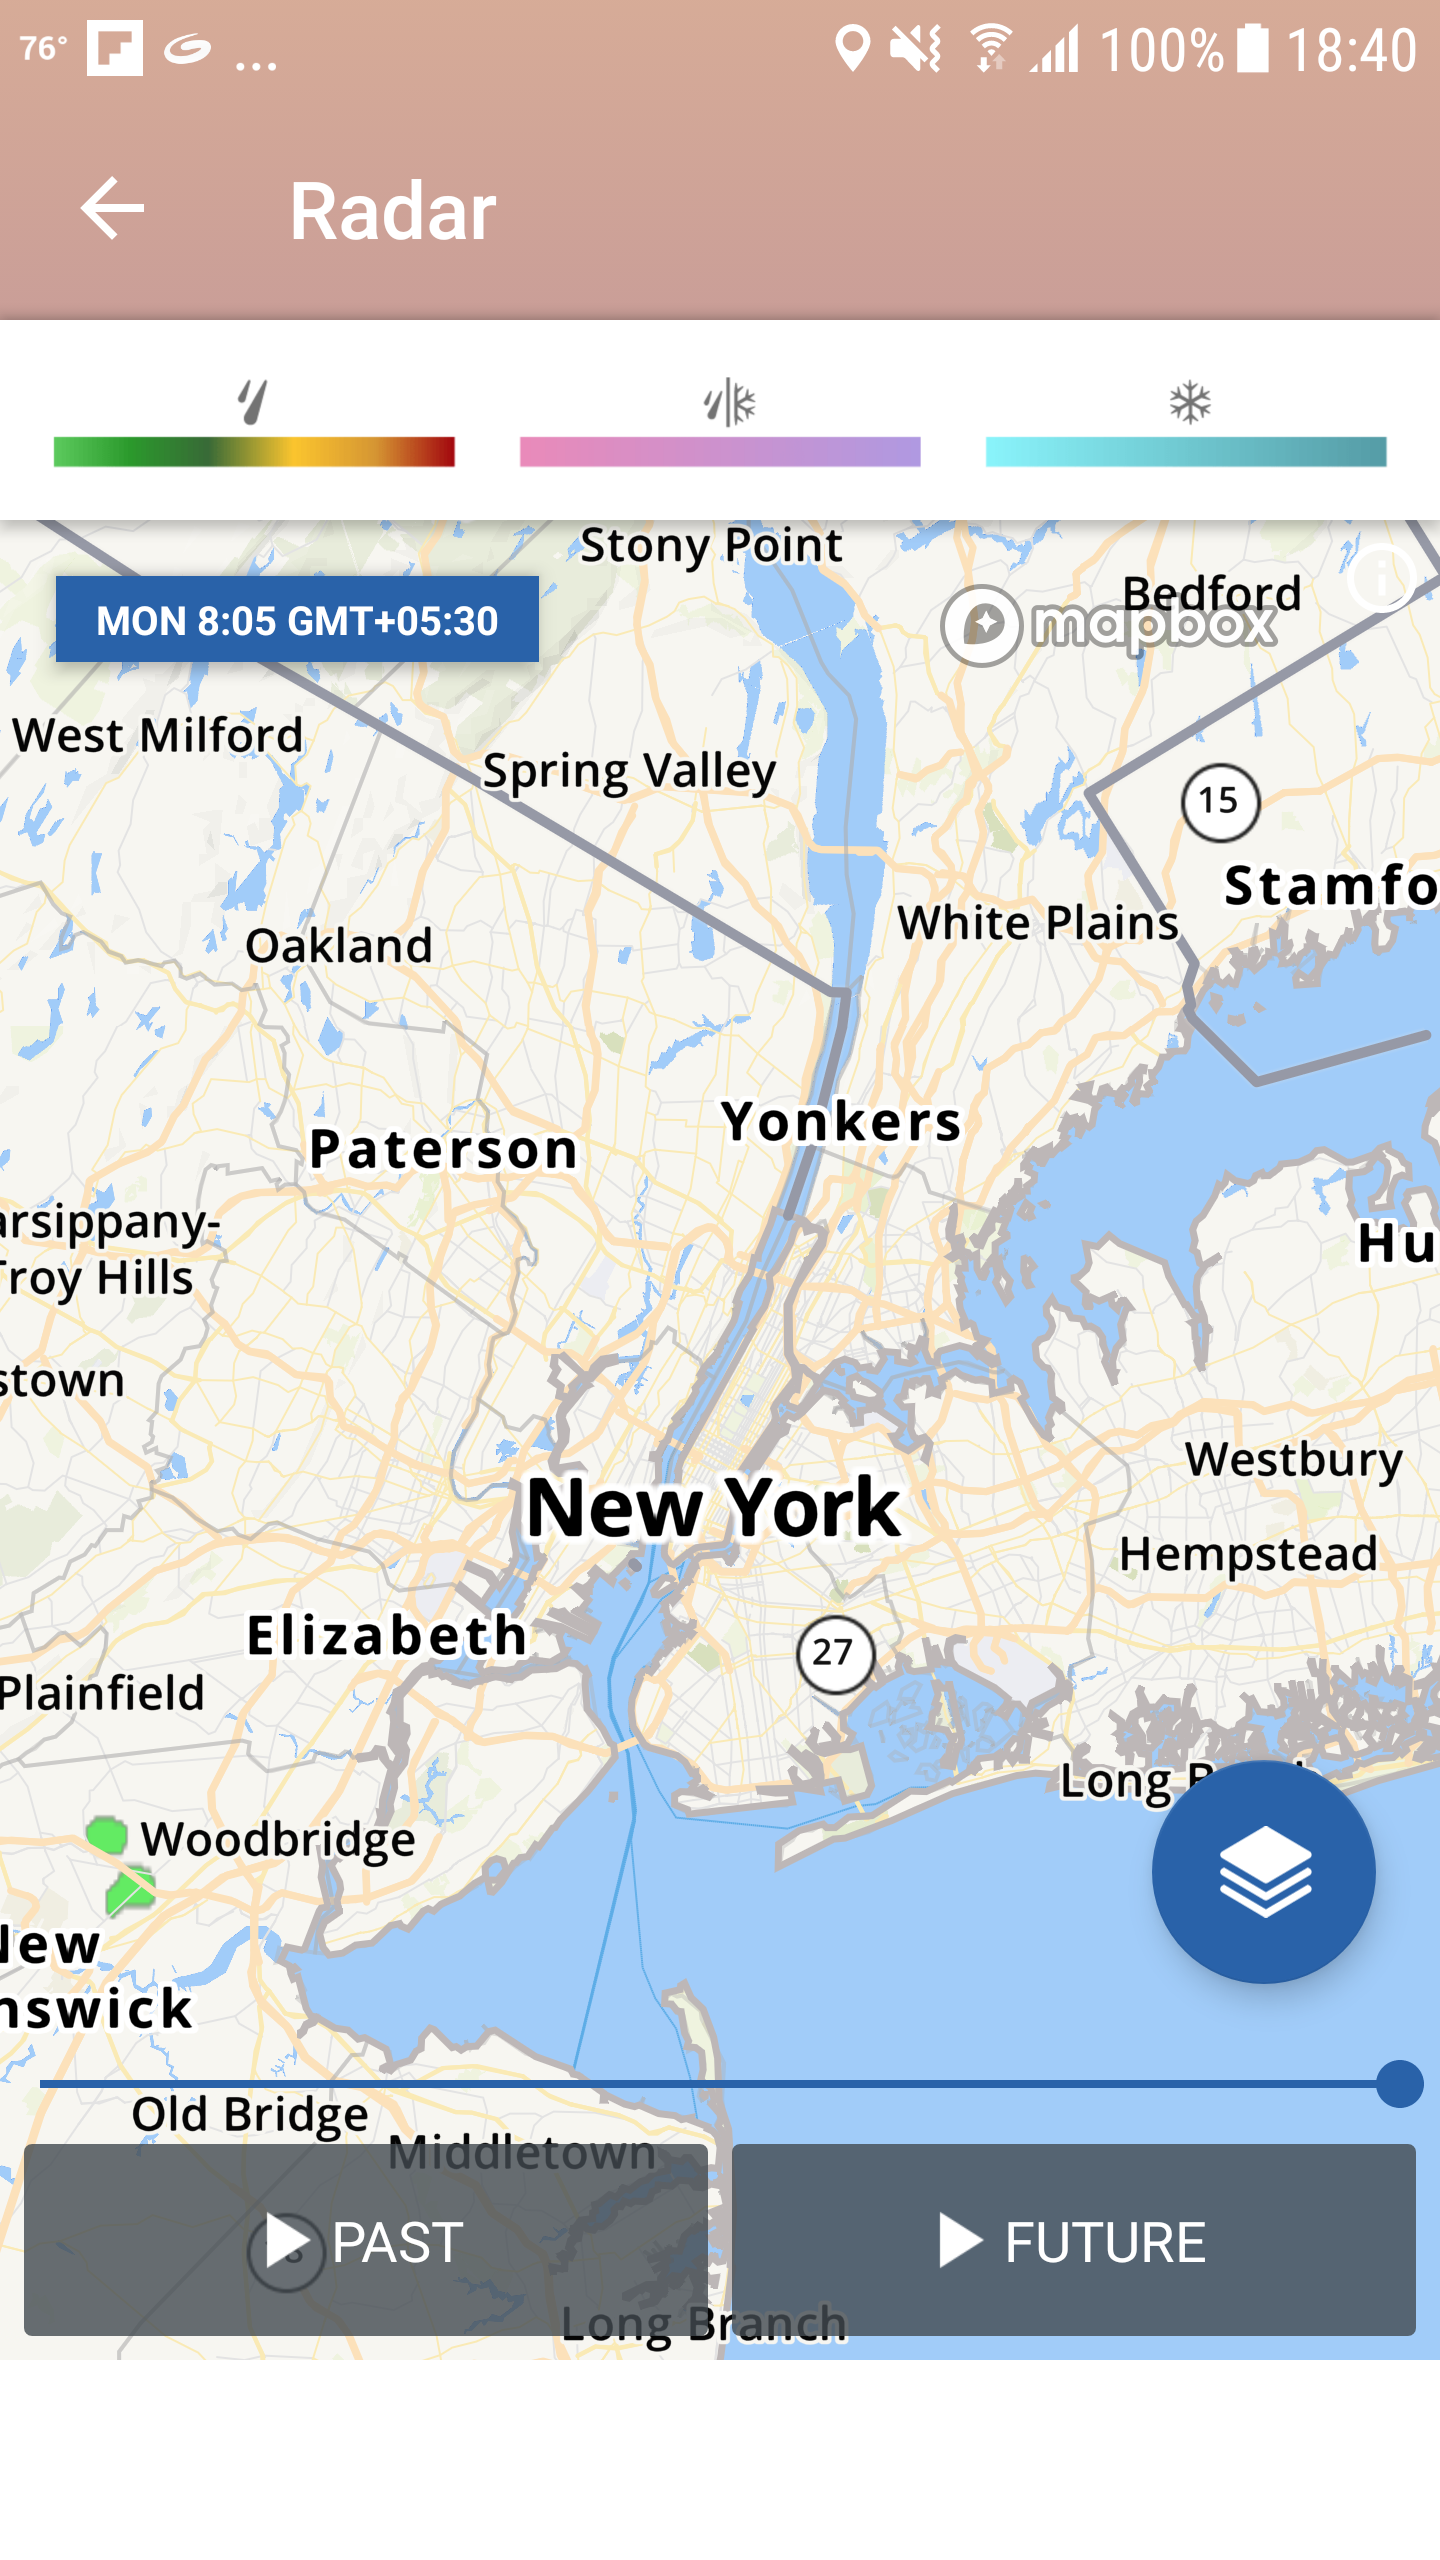 76°
...
100%
18:40
Radar
Stony Point
Bedford
MON 8:05 GMT+05:30
mapbox
West Milford
Spring Valley
15
Stamfo
White Plains
Oakland
Yonkers
Paterson
arsippany-
Troy Hills
Hu
stown
Westbury
New York
Hempstead
Elizabeth
27
Plainfield
Long
Woodbridge
New
nswick
Old Bridge
Middletown
PAST
FUTURE
Long Branch